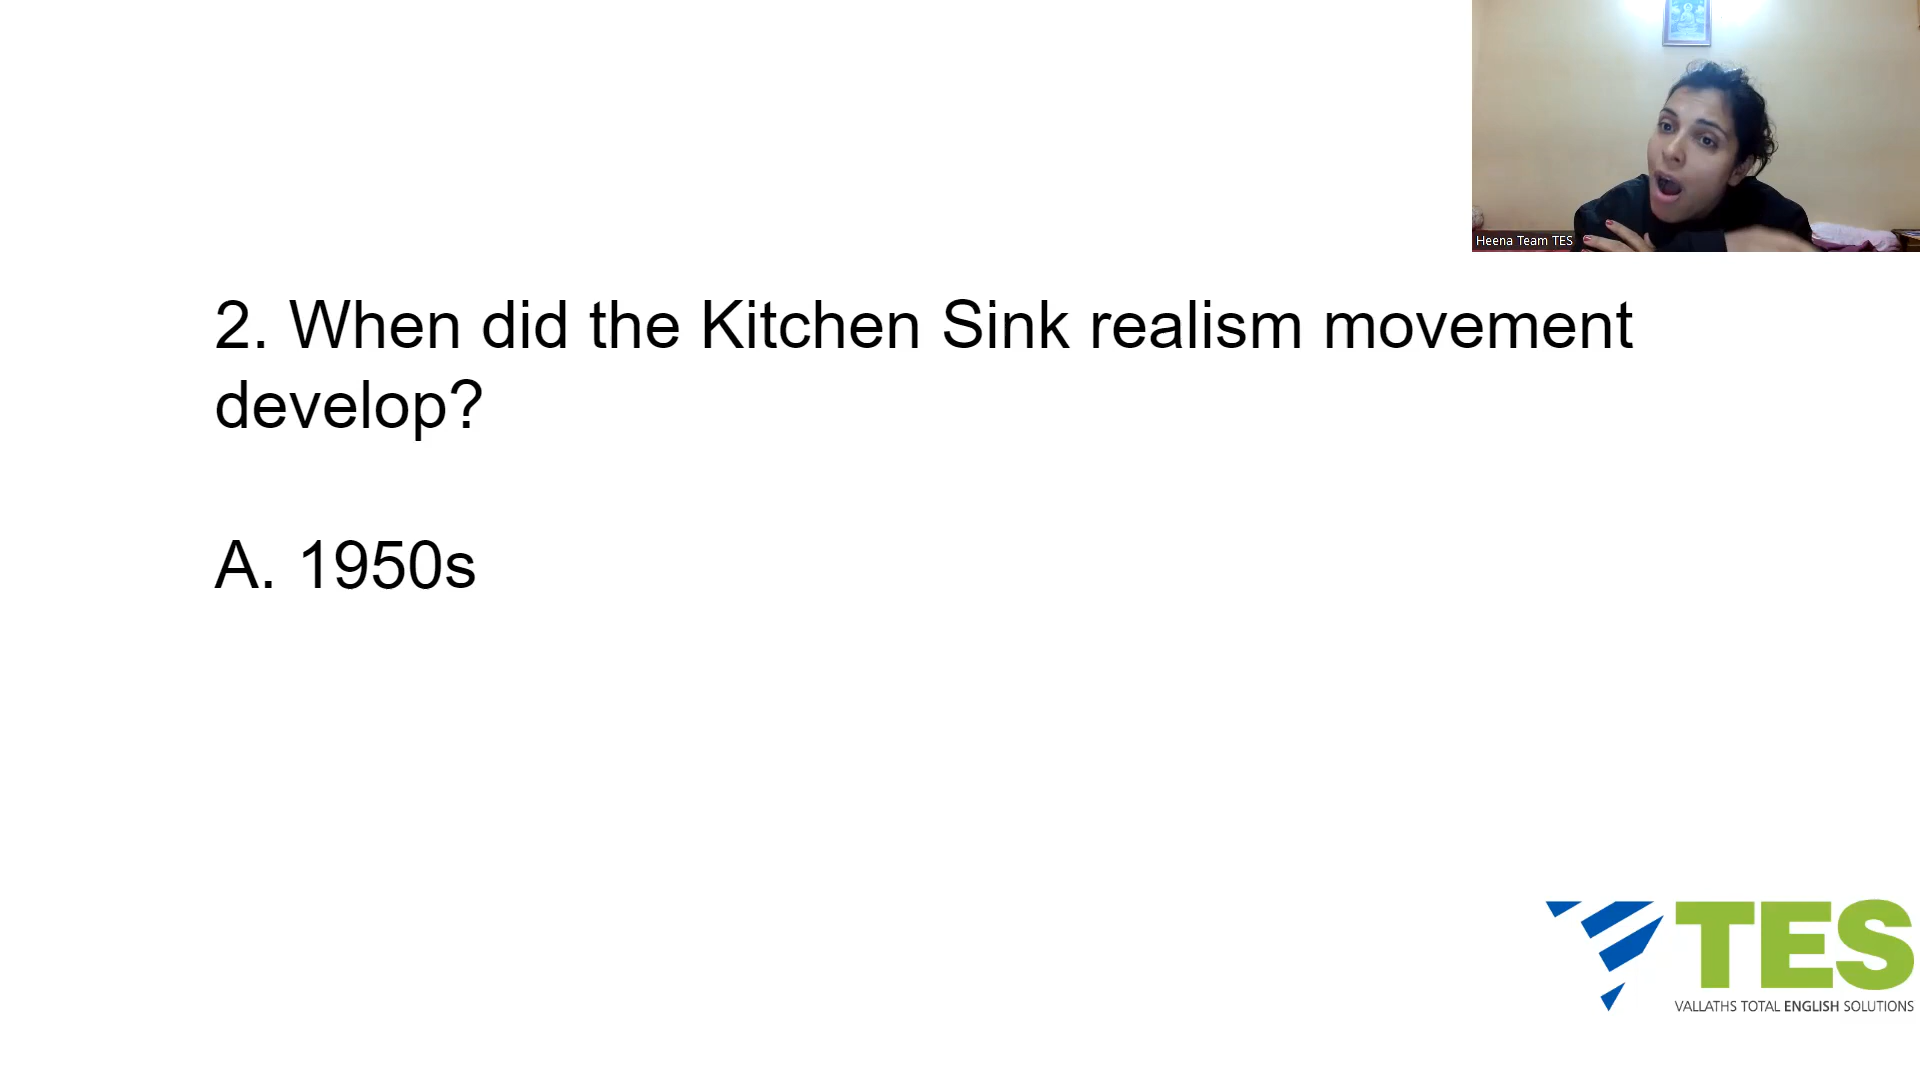 Heena Team TES
2. When did the Kitchen Sink realism movement
develop?
A. 1950s
TES
VALLATHS TOTAL ENGLISH SOLUTIONS